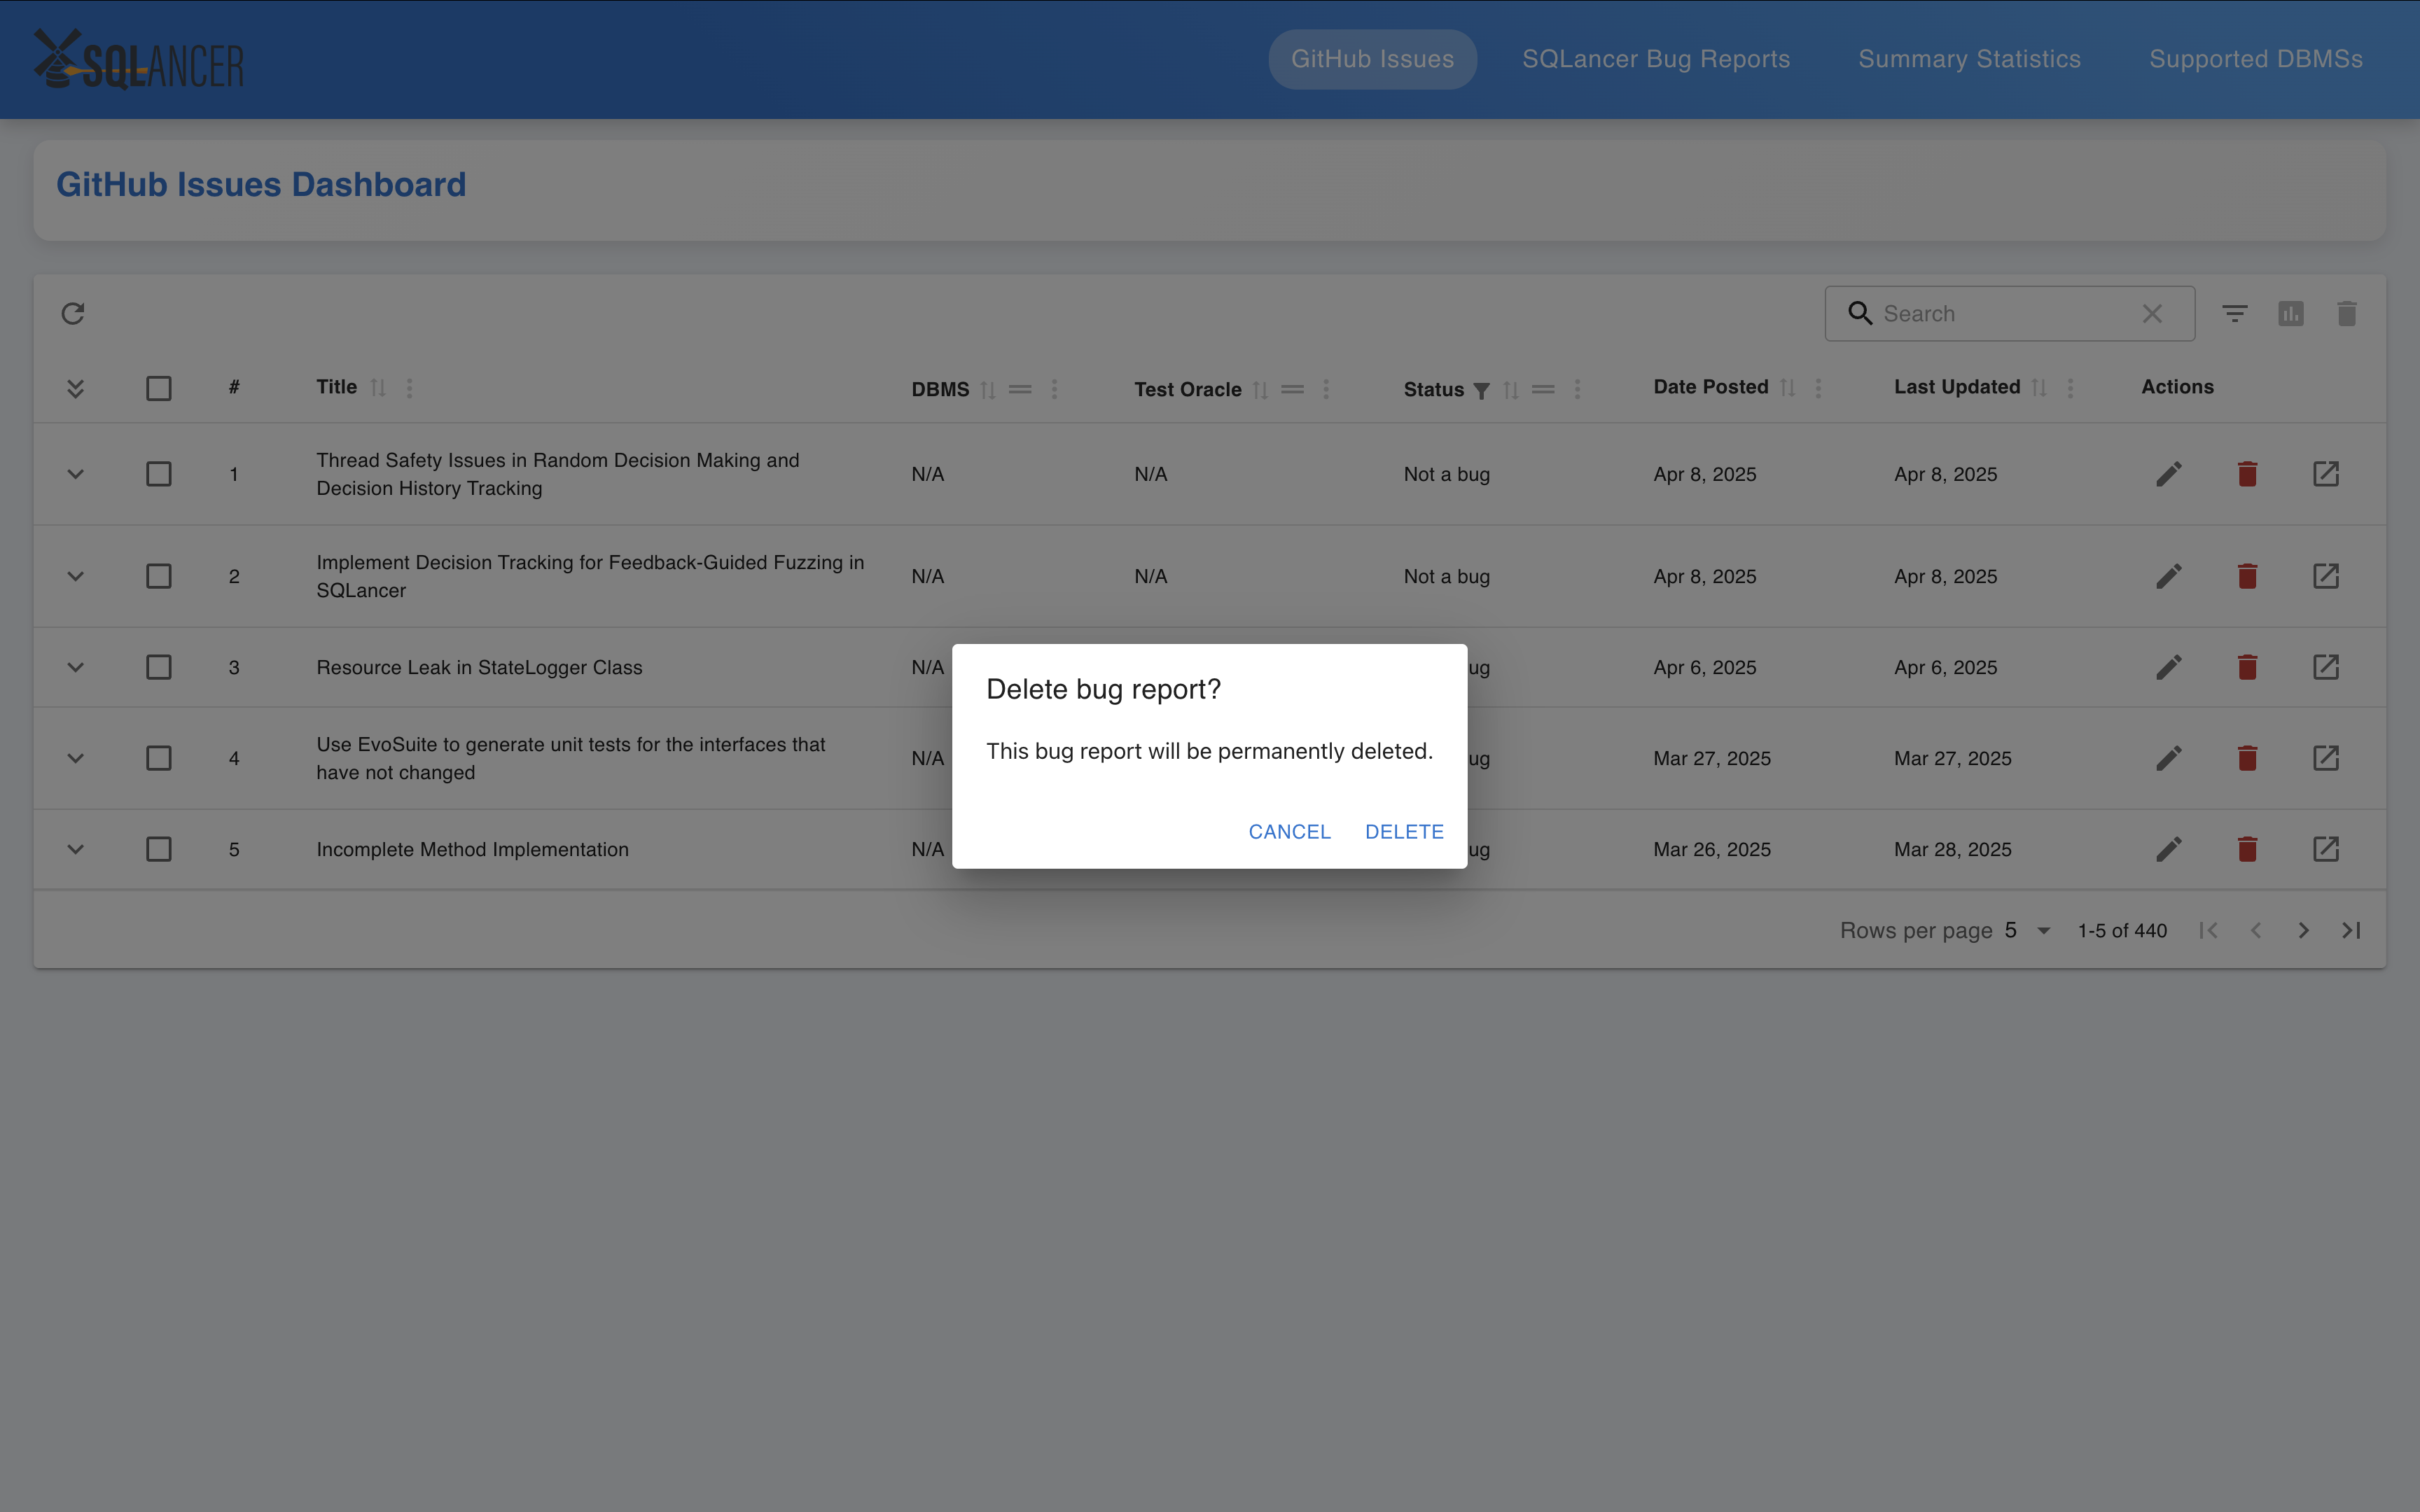 SQLANCER
GitHub Issues
SQLancer Bug Reports
Summary Statistics
Supported DBMSs
GitHub Issues Dashboard
Search
# Title DBMS Test Oracle Status Date Posted Last Updated Actions
1 Thread Safety Issues in Random Decision Making and
Decision History Tracking
N/A N/A Not a bug Apr 8, 2025 Apr 8, 2025
2 Implement Decision Tracking for Feedback-Guided Fuzzing in
SQLancer
N/A N/A Not a bug Apr 8, 2025 Apr 8, 2025
3 Resource Leak in StateLogger Class N/A ug Apr 6, 2025 Apr 6, 2025
4 Use EvoSuite to generate unit tests for the interfaces that
have not changed
N/A ug Mar 27, 2025 Mar 27, 2025
5 Incomplete Method Implementation N/A ug Mar 26, 2025 Mar 28, 2025
Delete bug report?
This bug report will be permanently deleted.
CANCEL DELETE
Rows per page 5 1-5 of 440